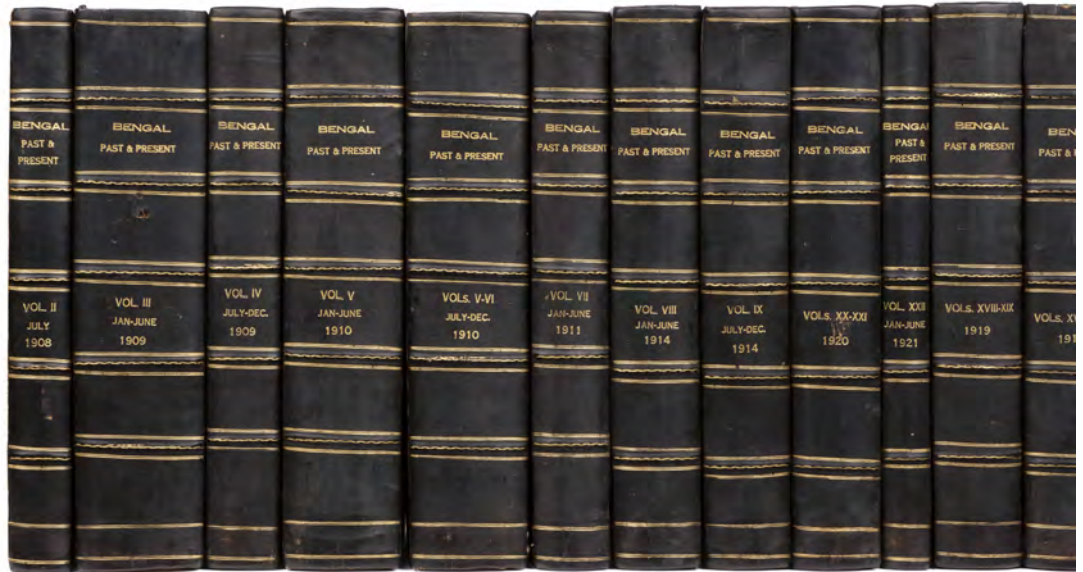 BENGAL
PAST &
PRESENT
VOL. II
JULY
1908
BENGAL
PAST & PRESENT
VOL. III
JAN-JUNE
1909
BENGAL
PAST & PRESENT
VOL. IV
JULY-DEC.
1909
BENGAL
PAST & PRESENT
VOL. V
JAN-JUNE
1910
BENGAL
PAST & PRESENT
VOLs. V-VI
JULY-DEC.
1910
BENGAL
PAST & PRESENT
VOL. VII
JAN-JUNE
1911
BENGAL
PAST & PRESENT
VOL. VIII
JAN-JUNE
1914
BENGAL
PAST & PRESENT
VOL. IX
JULY-DEC.
1914
BENGAL
PAST & PRESENT
VOLs. XX-XXI
1920
BENGAL
PAST &
PRESENT
VOL. XXII
JAN-JUNE
1921
BENGAL
PAST & PRESENT
VOLs. XVIII-XIX
1919
PAST &
VOLs.